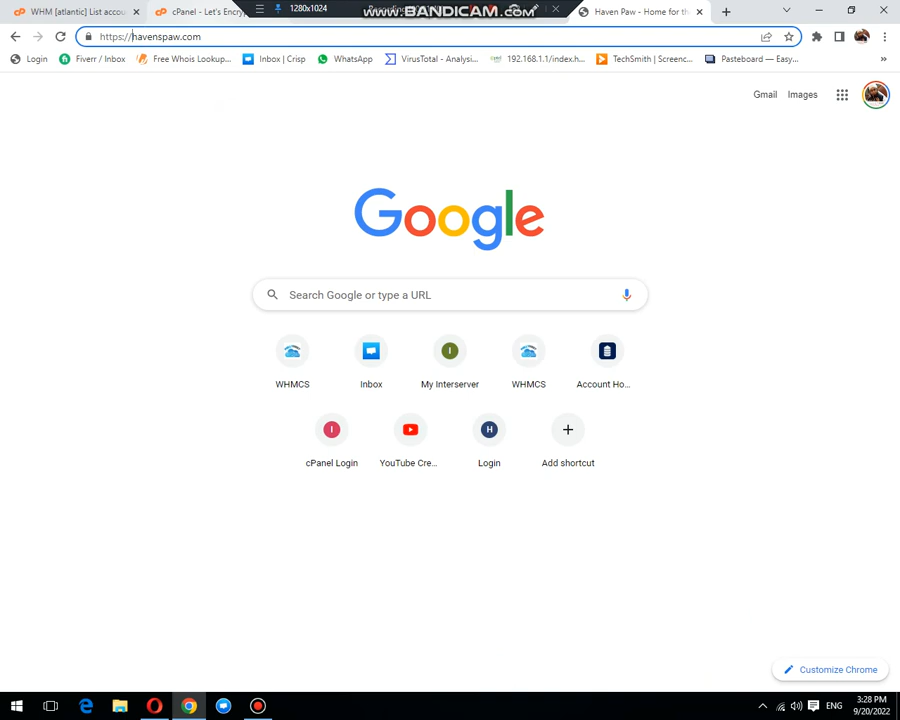 WHM [atlantic] List accou
cPanel - Let's Encry
1280x1024
www.BANDICAM.com
Haven Paw - Home for th
https://havenspaw.com
Login
Fiverr / Inbox
Free Whois Lookup...
Inbox | Crisp
WhatsApp
VirusTotal - Analysi...
192.168.1.1/index.h...
TechSmith | Screenc...
Pasteboard — Easy...
»
Gmail
Images
Google
Search Google or type a URL
WHMCS
Inbox
I
My Interserver
WHMCS
Account Ho...
I
cPanel Login
YouTube Cre...
H
Login
Add shortcut
Customize Chrome
ENG
3:28 PM
9/20/2022